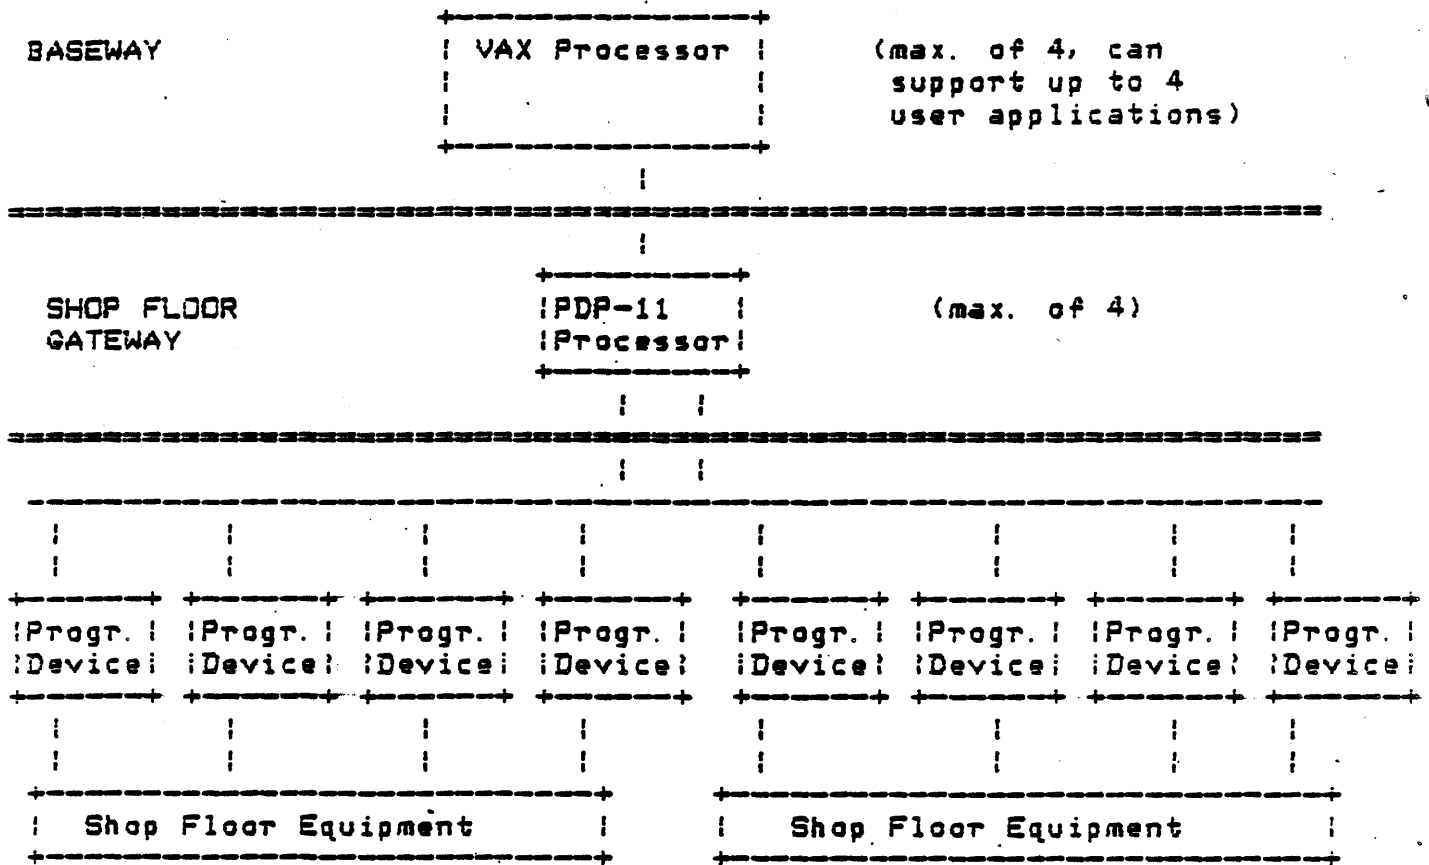 BASEWAY VAX Processor (max. of 4, can
support up to 4
user applications)
SHOP FLOOR PDP-11 (max. of 4)
GATEWAY Processor
Progr. Progr. Progr. Progr. Progr. Progr. Progr. Progr.
Device Device Device Device Device Device Device Device
Shop Floor Equipment Shop Floor Equipment